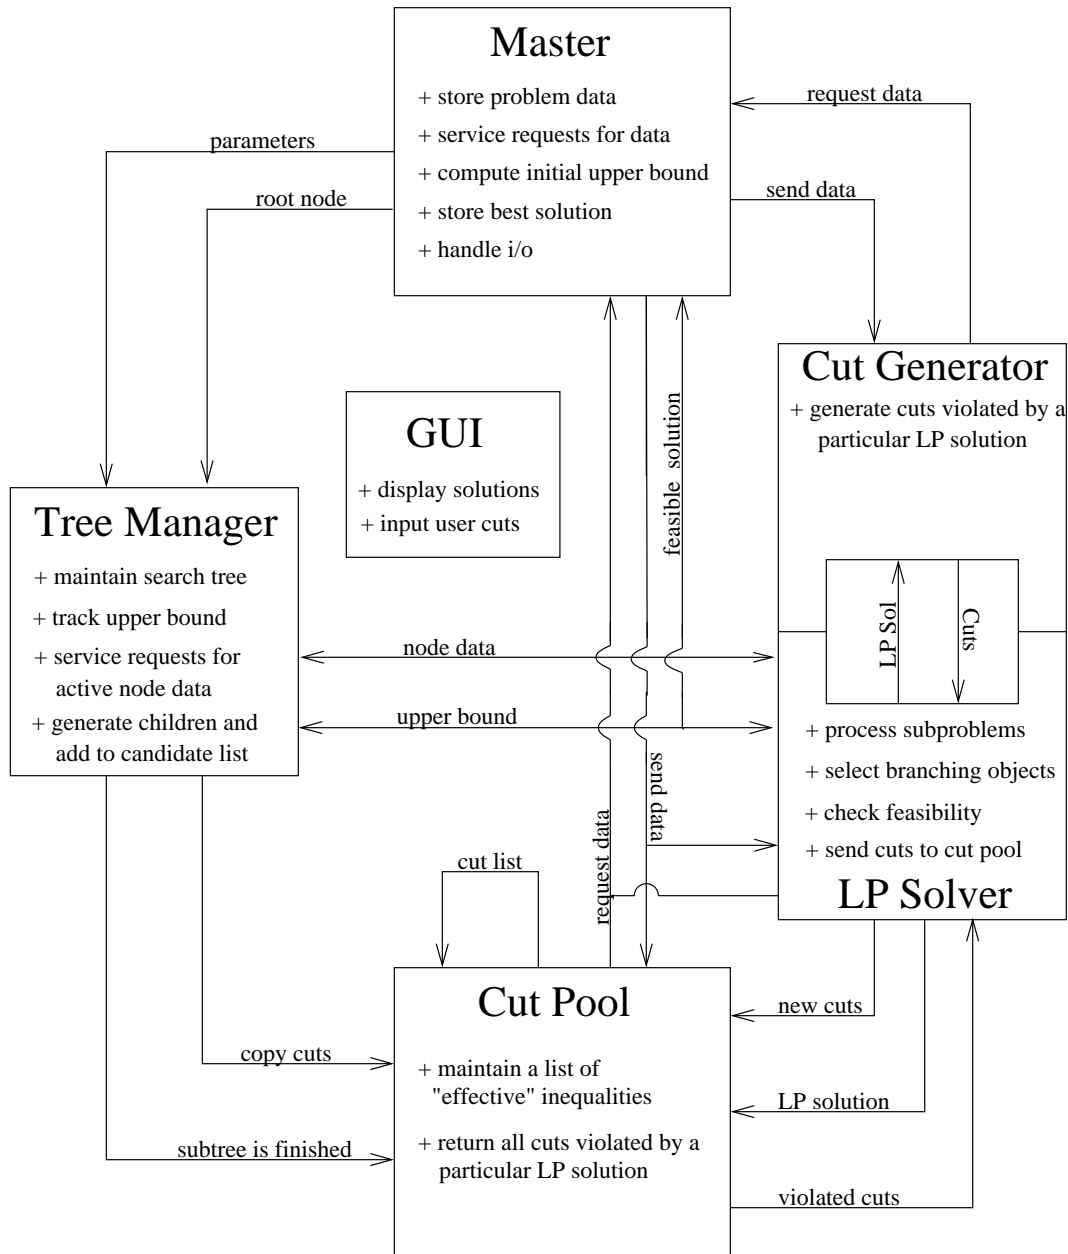 Master
+ store problem data
+ service requests for data
+ compute initial upper bound
+ store best solution
+ handle i/o
request data
send data
parameters
root node
Cut Generator
+ generate cuts violated by a
particular LP solution
GUI
+ display solutions
+ input user cuts
feasible solution
Tree Manager
+ maintain search tree
+ track upper bound
+ service requests for
active node data
+ generate children and
add to candidate list
node data
upper bound
LP Sol
Cuts
+ process subproblems
+ select branching objects
+ check feasibility
+ send cuts to cut pool
LP Solver
send data
request data
cut list
Cut Pool
+ maintain a list of
"effective" inequalities
+ return all cuts violated by a
particular LP solution
copy cuts
subtree is finished
new cuts
LP solution
violated cuts